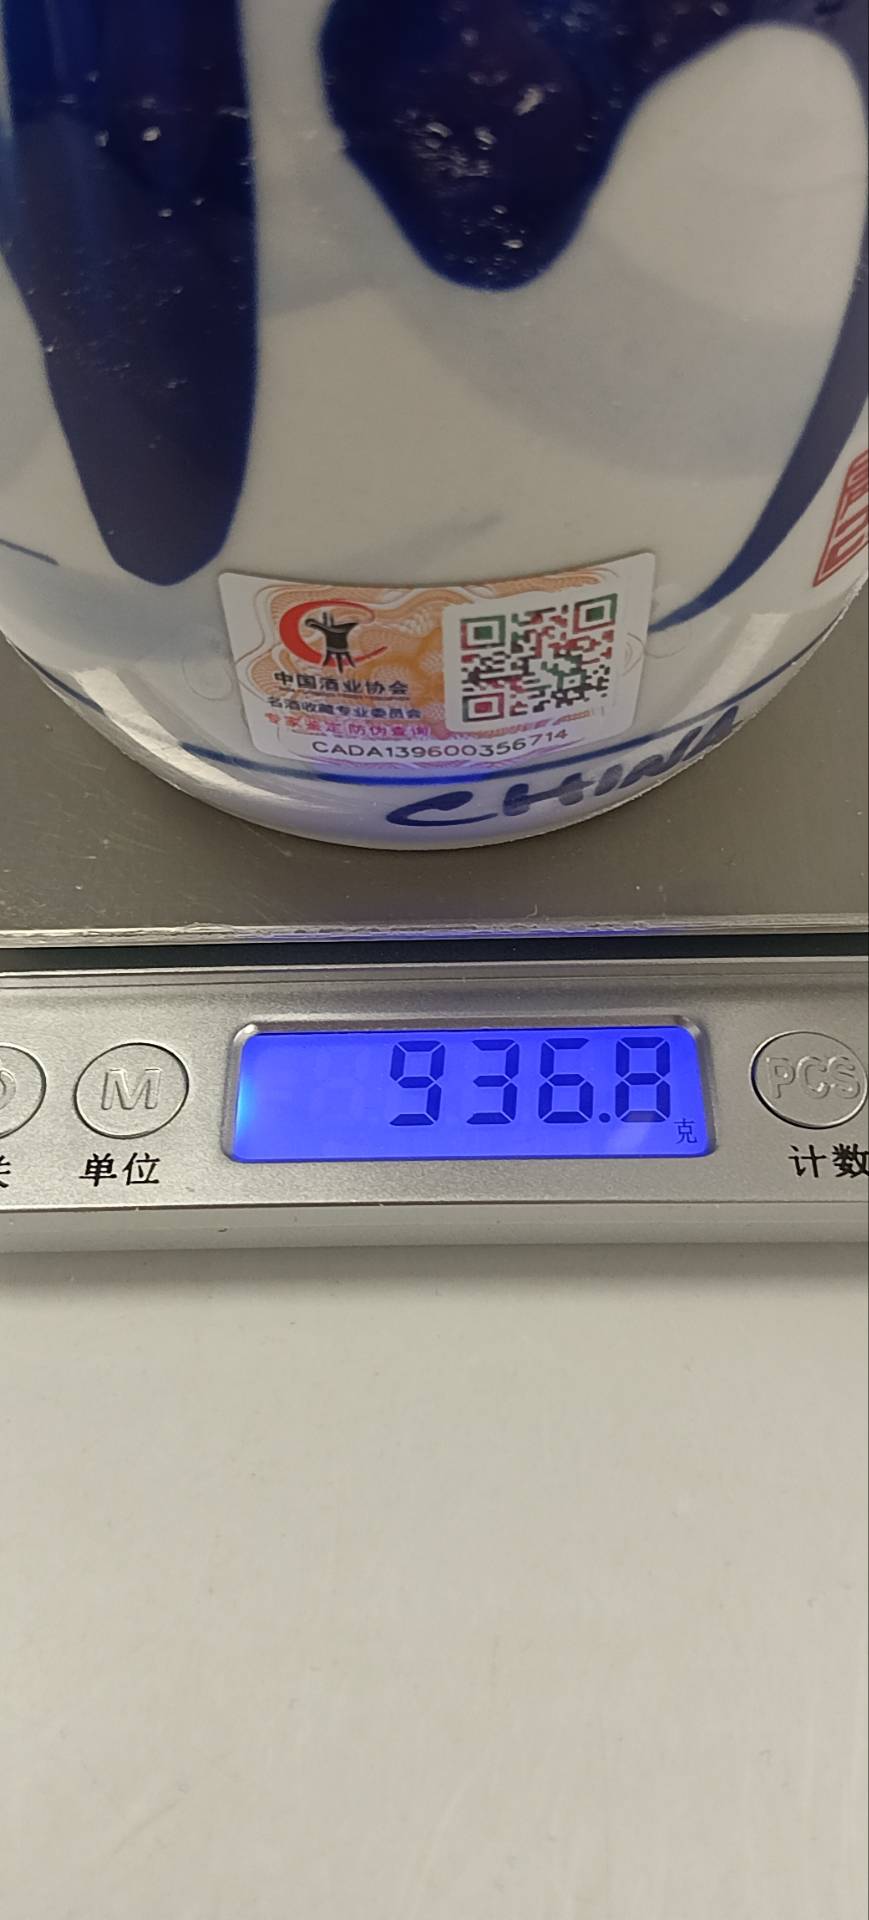 中国酒业协会
名酒收藏专业委员会
专家鉴定 防伪查询
CADA139600356714
CHINA
936.8
克
M
PCS
单位
计数